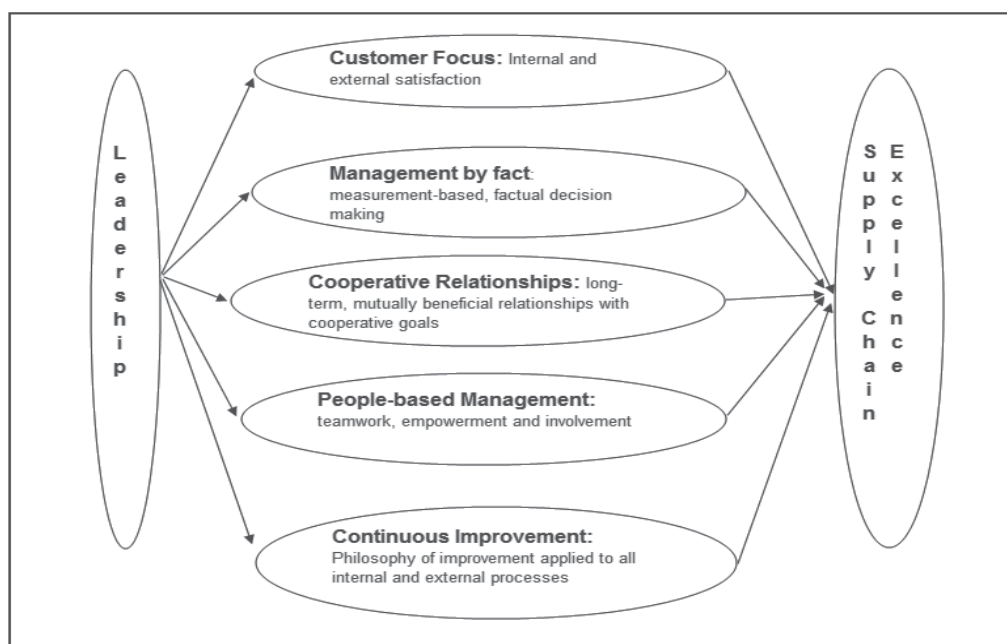 Leadership
Customer Focus: Internal and
external satisfaction
Management by fact:
measurement-based, factual decision
making
Cooperative Relationships: long-
term, mutually beneficial relationships with
cooperative goals
People-based Management:
teamwork, empowerment and involvement
Continuous Improvement:
Philosophy of improvement applied to all
internal and external processes
Supply Chain
Excellence